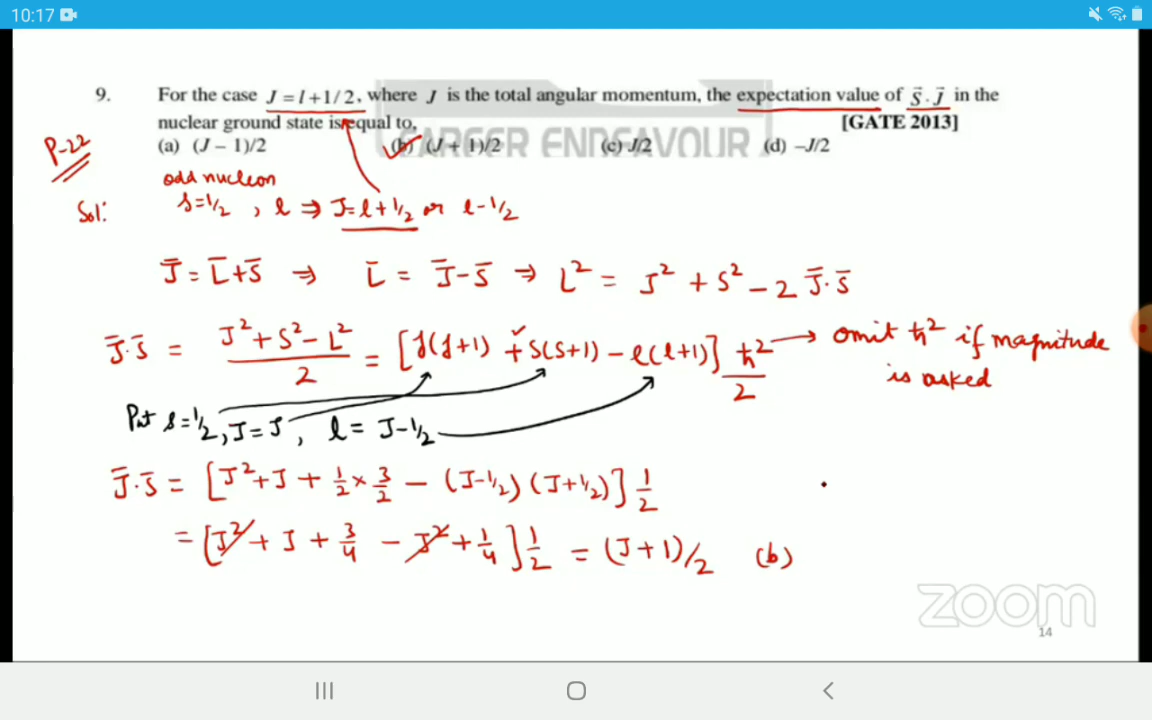 10:17
9. For the case J = l + 1/2, where J is the total angular momentum, the expectation value of S⃗ . J⃗ in the
nuclear ground state is equal to, [GATE 2013]
CAREER ENDEAVOUR
P-22
(a) (J – 1)/2 (b) (J + 1)/2 (c) J/2 (d) –J/2
odd nucleon
Sol: s=1/2 , l ⇒ J=l+1/2 or l-1/2
J̄ = L̄+S̄ ⇒ L̄ = J̄-S̄ ⇒ L² = J² + S² - 2 J̄·S̄
J̄·S̄ = (J²+S²-L²)/2 = [j(j+1) + s(s+1) - l(l+1)] ħ²/2 → omit ħ² if magnitude
is asked
Put s=1/2, J=J, l = J-1/2
J̄·S̄ = [J²+J + 1/2 × 3/2 - (J-1/2) (J+1/2)] 1/2
= [J² + J + 3/4 - J² + 1/4] 1/2 = (J+1)/2 (b)
zoom
14